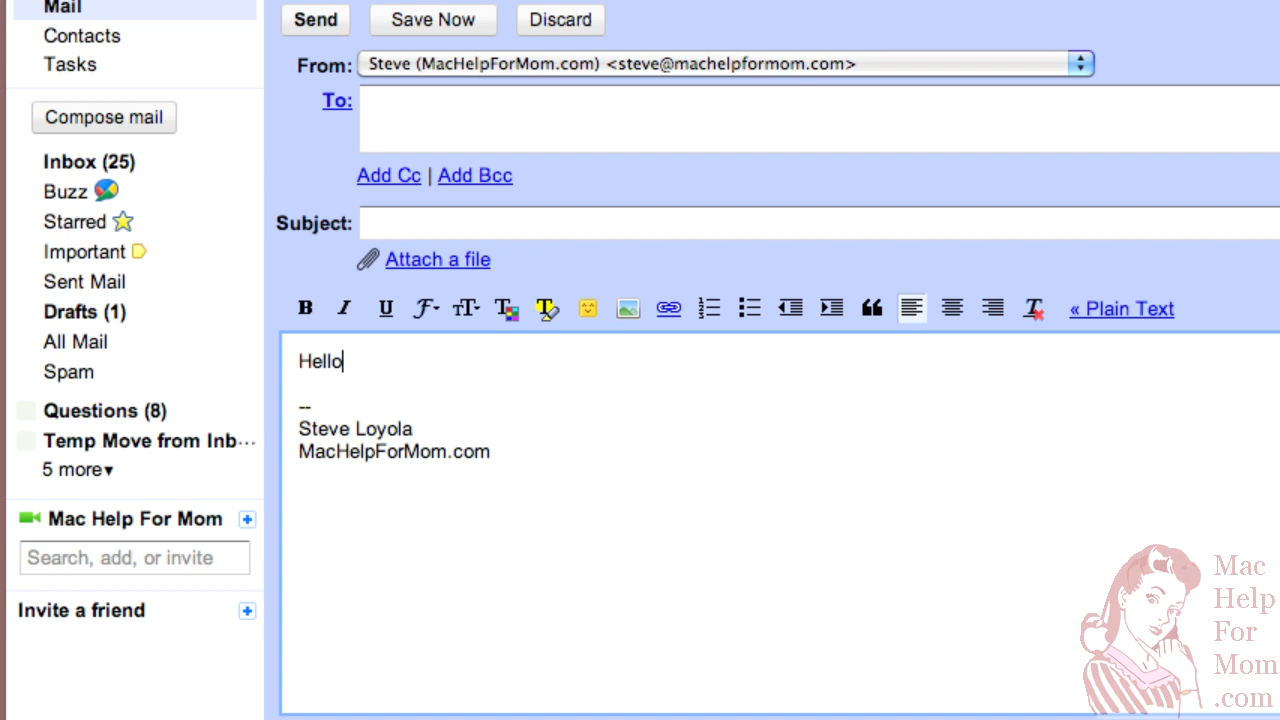 Mail
Contacts
Tasks
Compose mail
Inbox (25)
Buzz
Starred
Important
Sent Mail
Drafts (1)
All Mail
Spam
Questions (8)
Temp Move from Inb...
5 more▾
Mac Help For Mom
Search, add, or invite
Invite a friend
Send Save Now Discard
From: Steve (MacHelpForMom.com) <steve@machelpformom.com>
To:
Add Cc | Add Bcc
Subject:
Attach a file
B I U F T T T T « Plain Text
Hello
--
Steve Loyola
MacHelpForMom.com
Mac
Help
For
Mom
.com